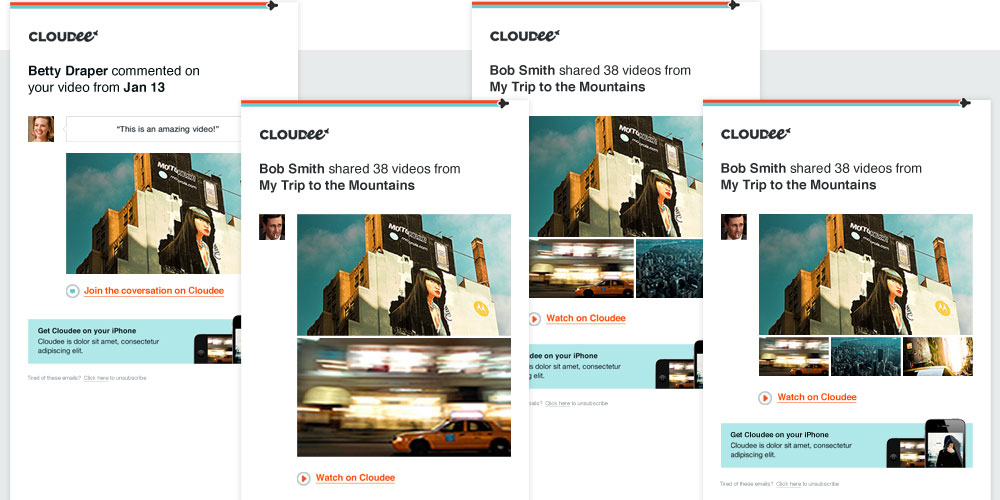 CLOUDee
Betty Draper commented on
your video from Jan 13
“This is an amazing video!”
MOTO
Join the coversation on Cloudee
Get Cloudee on your iPhone
Cloudee is dolor sit amet, consectetur
adipiscing elit.
Tired of these emails? Click here to unsubscribe
CLOUDee
Bob Smith shared 38 videos from
My Trip to the Mountains
MOTO
Watch on Cloudee
CLOUDee
Bob Smith shared 38 videos from
My Trip to the Mountains
MOTO
Watch on Cloudee
dee on your iPhone
is dolor sit amet, consectetur
g elit.
emails? Click here to unsubscribe
CLOUDee
Bob Smith shared 38 videos from
My Trip to the Mountains
MOTO
Watch on Cloudee
Get Cloudee on your iPhone
Cloudee is dolor sit amet, consectetur
adipiscing elit.
Tired of these emails? Click here to unsubscribe